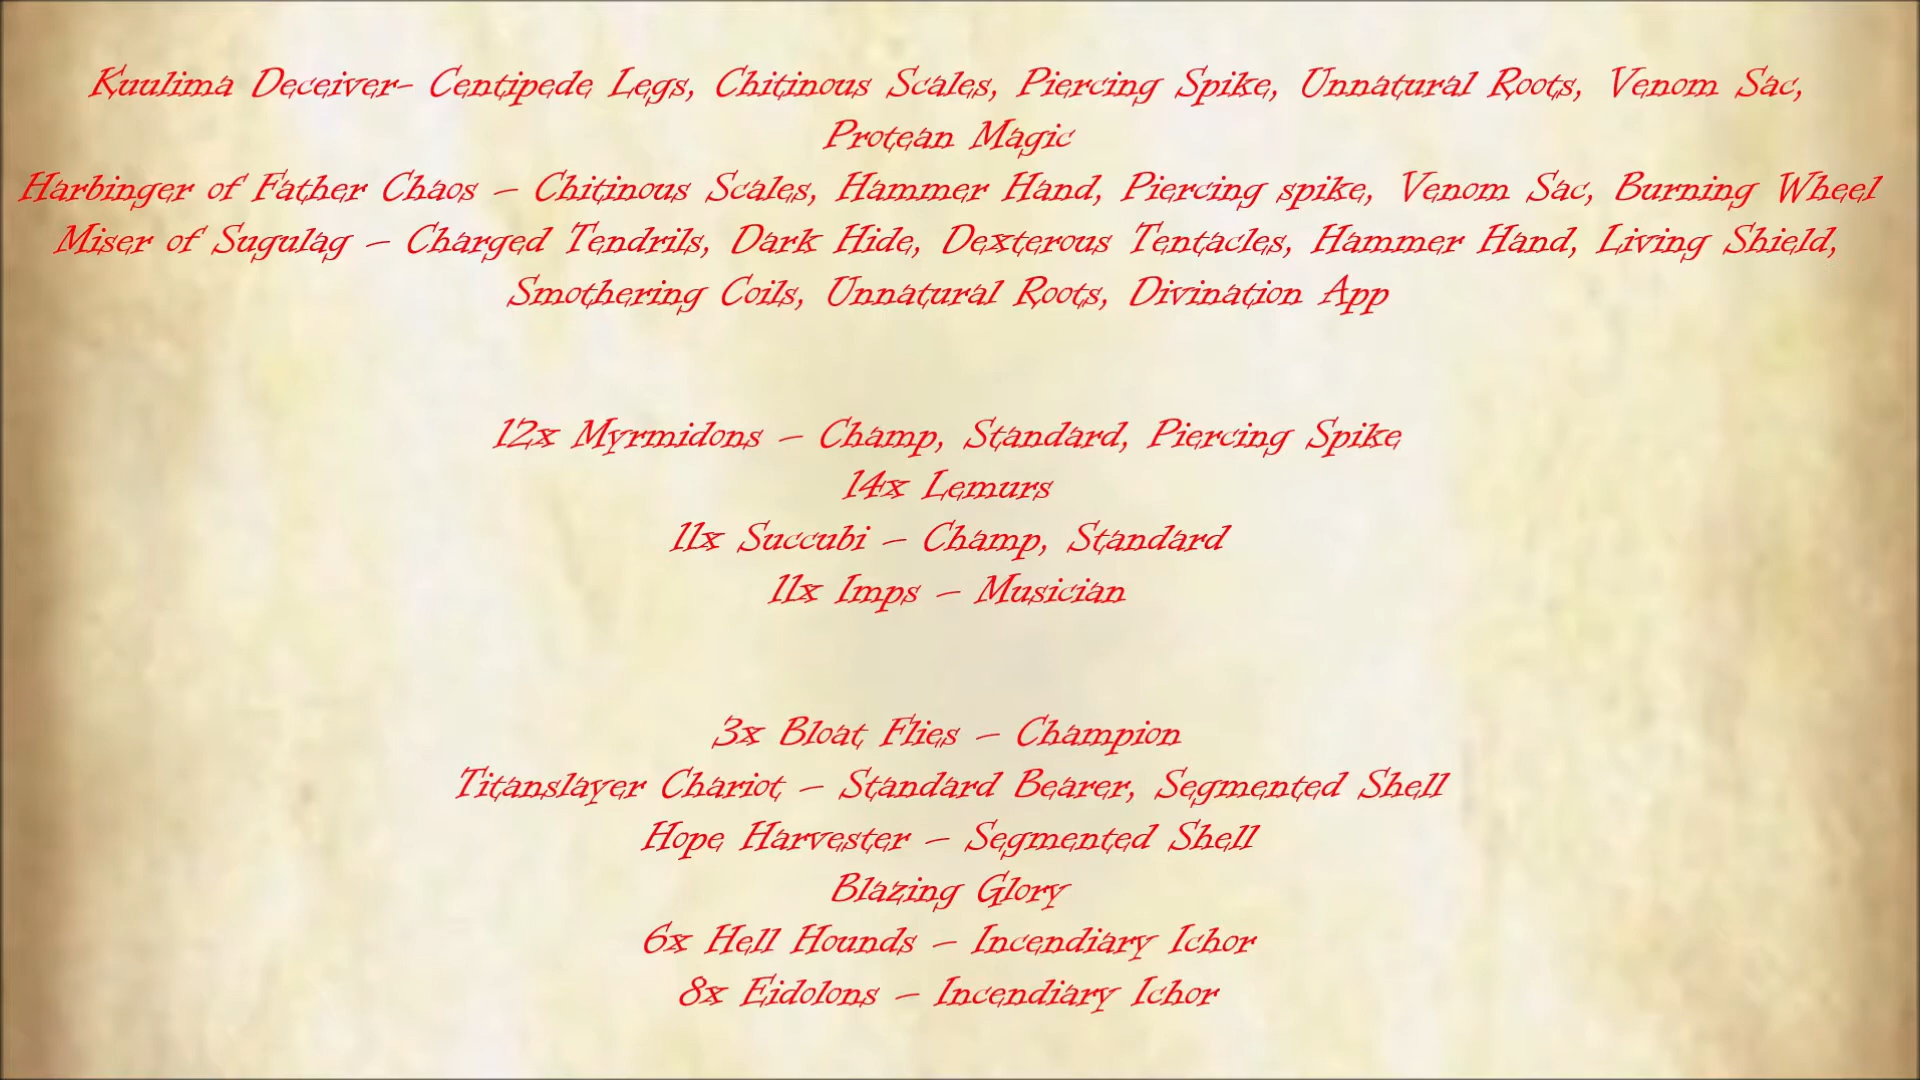 Kuulima Deceiver- Centipede Legs, Chitinous Scales, Piercing Spike, Unnatural Roots, Venom Sac,
Protean Magic
Harbinger of Father Chaos – Chitinous Scales, Hammer Hand, Piercing spike, Venom Sac, Burning Wheel
Miser of Sugulag – Charged Tendrils, Dark Hide, Dexterous Tentacles, Hammer Hand, Living Shield,
Smothering Coils, Unnatural Roots, Divination App
12x Myrmidons – Champ, Standard, Piercing Spike
14x Lemurs
11x Succubi – Champ, Standard
11x Imps – Musician
3x Bloat Flies – Champion
Titanslayer Chariot – Standard Bearer, Segmented Shell
Hope Harvester – Segmented Shell
Blazing Glory
6x Hell Hounds – Incendiary Ichor
8x Eidolons – Incendiary Ichor